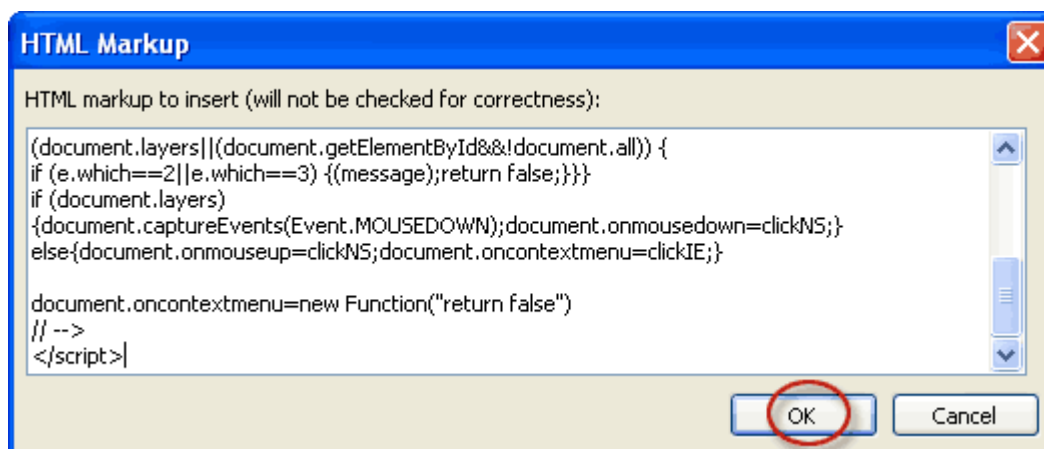 HTML Markup
HTML markup to insert (will not be checked for correctness):
(document.layers||(document.getElementById&&!document.all)) {
if (e.which==2||e.which==3) {(message);return false;}}}
if (document.layers)
{document.captureEvents(Event.MOUSEDOWN);document.onmousedown=clickNS;}
else{document.onmouseup=clickNS;document.oncontextmenu=clickIE;}
document.oncontextmenu=new Function("return false")
// -->
</script>
OK
Cancel